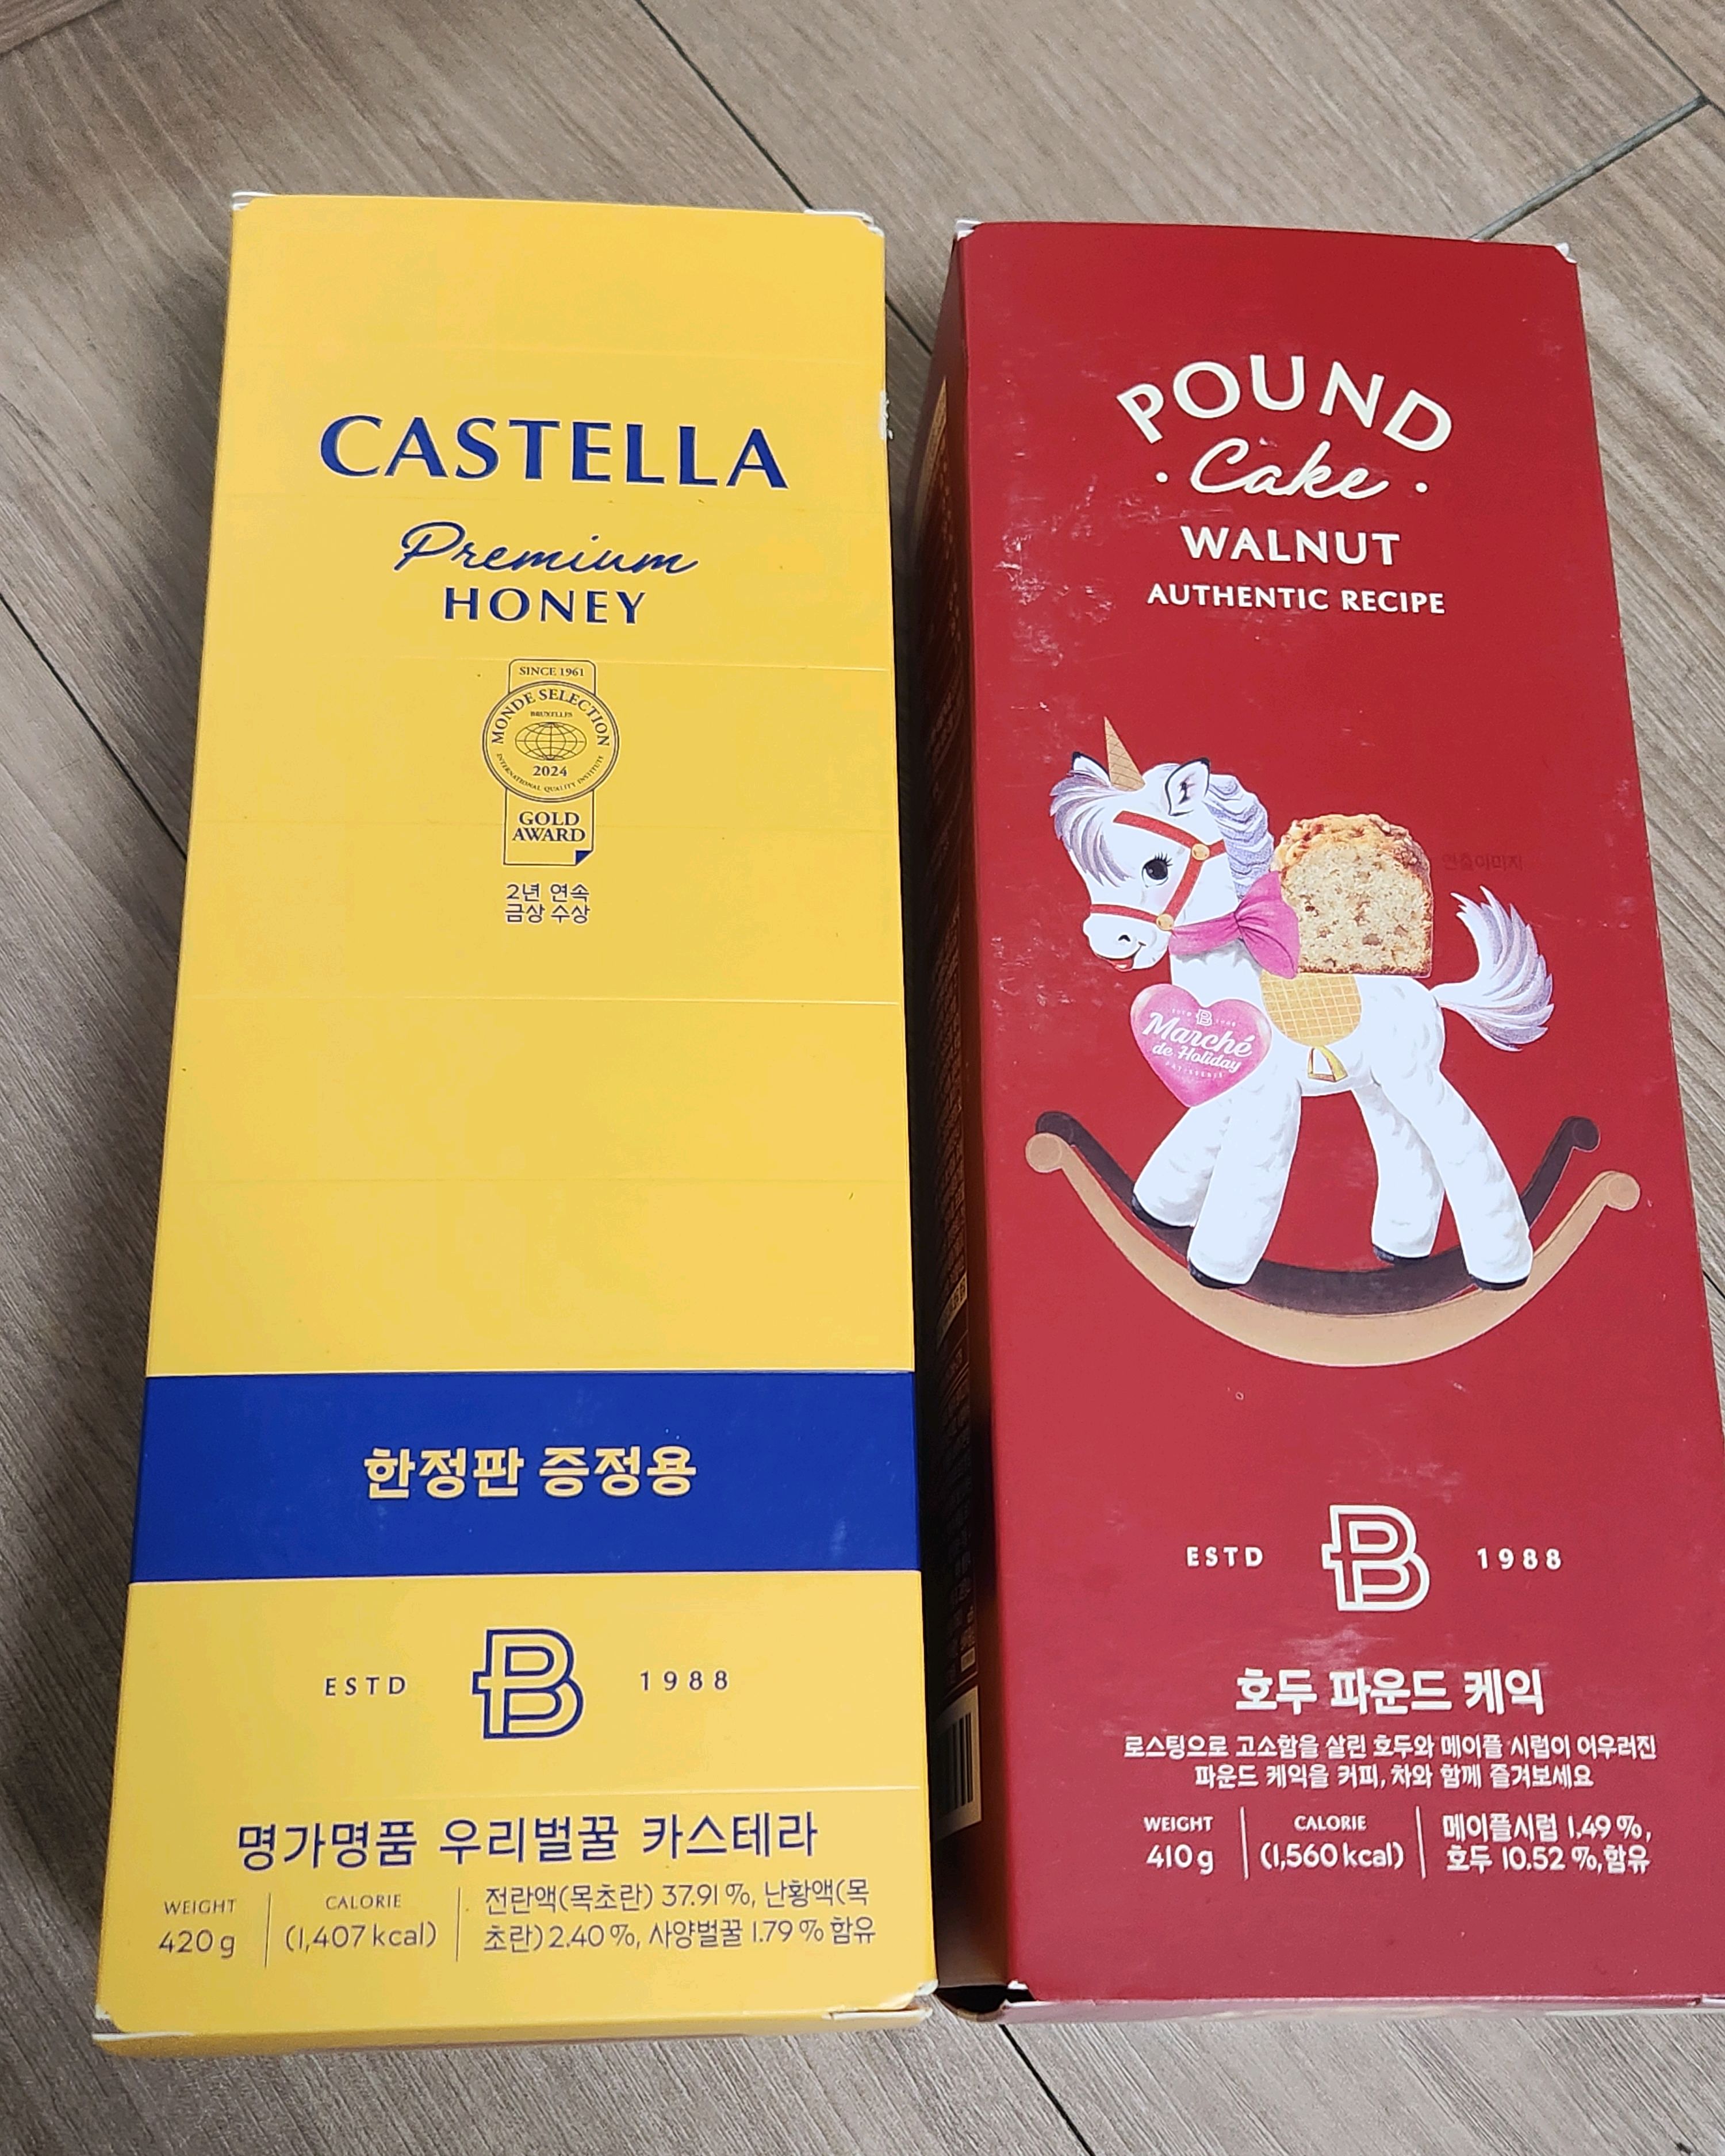 CASTELLA
Premium
HONEY
SINCE 1961
MONDE SELECTION
BRUXELLES
2024
INTERNATIONAL QUALITY INSTITUTE
GOLD
AWARD
2년 연속
금상 수상
한정판 증정용
ESTD B 1988
명가명품 우리벌꿀 카스테라
WEIGHT
420g
CALORIE
(1,407 kcal)
전란액(목초란) 37.91 %, 난황액(목
초란) 2.40 %, 사양벌꿀 1.79 % 함유
POUND
· Cake ·
WALNUT
AUTHENTIC RECIPE
연출이미지
Marché
de Holiday
PATISSERIE
ESTD B 1988
호두 파운드 케익
로스팅으로 고소함을 살린 호두와 메이플 시럽이 어우러진
파운드 케익을 커피, 차와 함께 즐겨보세요
WEIGHT
410g
CALORIE
(1,560 kcal)
메이플시럽 1.49 %,
호두 10.52 %, 함유